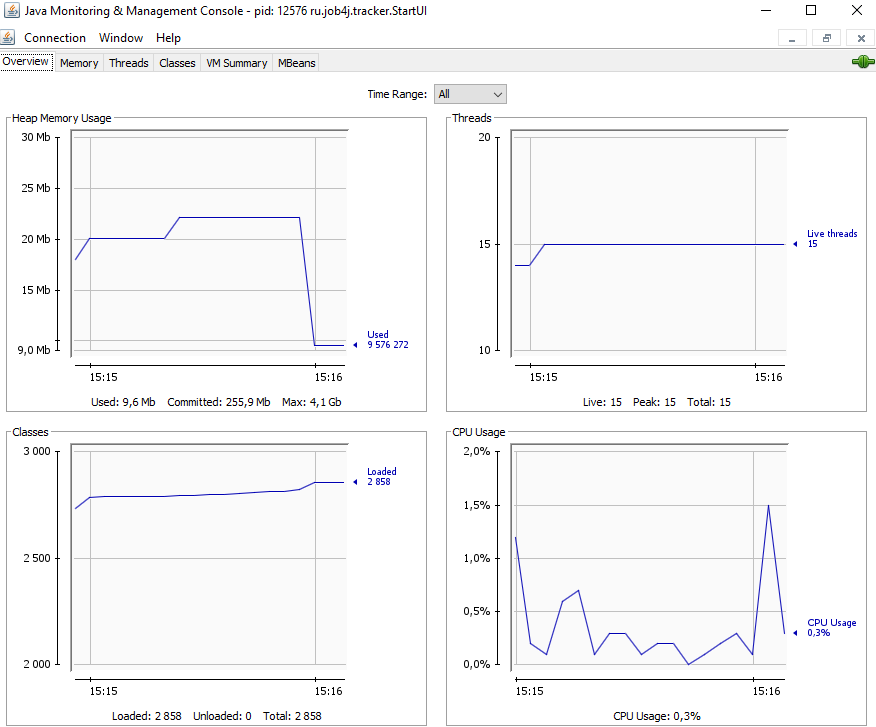 Java Monitoring & Management Console - pid: 12576 ru.job4j.tracker.StartUI
Connection Window Help
Overview Memory Threads Classes VM Summary MBeans
Time Range: All
Heap Memory Usage
30 Mb
25 Mb
20 Mb
15 Mb
9,0 Mb
Used
9 576 272
15:15 15:16
Used: 9,6 Mb Committed: 255,9 Mb Max: 4,1 Gb
Threads
20
15
10
Live threads
15
15:15 15:16
Live: 15 Peak: 15 Total: 15
Classes
3 000
2 500
2 000
Loaded
2 858
15:15 15:16
Loaded: 2 858 Unloaded: 0 Total: 2 858
CPU Usage
2,0%
1,5%
1,0%
0,5%
0,0%
CPU Usage
0,3%
15:15 15:16
CPU Usage: 0,3%